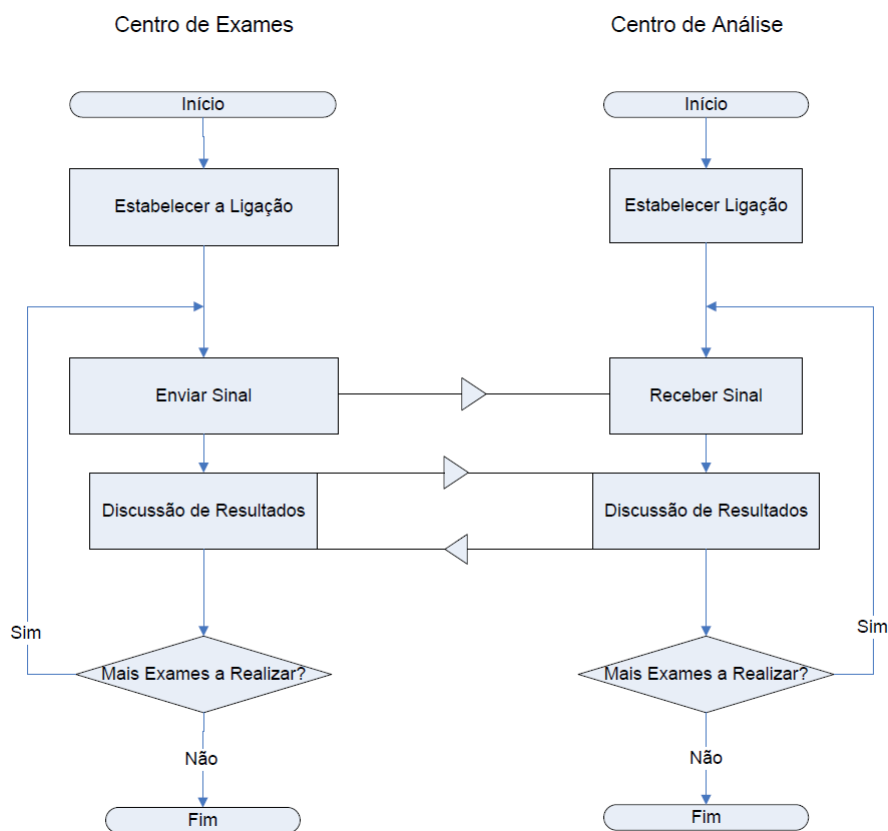 Centro de Exames
Centro de Análise
Início
Início
Estabelecer a Ligação
Estabelecer Ligação
Enviar Sinal
Receber Sinal
Discussão de Resultados
Discussão de Resultados
Sim
Sim
Mais Exames a Realizar?
Mais Exames a Realizar?
Não
Não
Fim
Fim